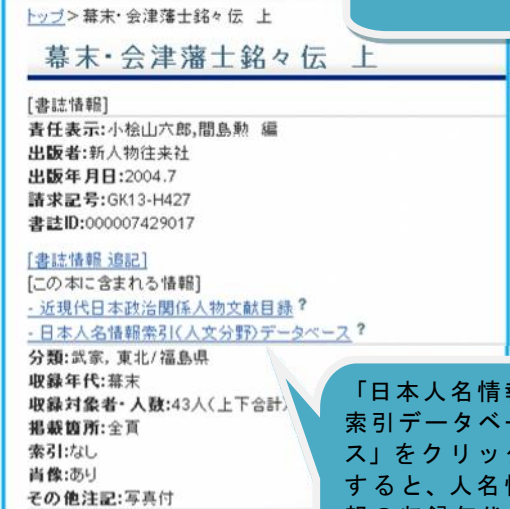 トップ>幕末・会津藩士銘々伝 上
幕末・会津藩士銘々伝 上
[書誌情報]
責任表示:小桧山六郎,間島勲 編
出版者:新人物往来社
出版年月日:2004.7
請求記号:GK13-H427
書誌ID:000007429017
[書誌情報 追記]
[この本に含まれる情報]
- 近現代日本政治関係人物文献目録?
- 日本人名情報索引(人文分野)データベース?
分類:武家, 東北/福島県
収録年代:幕末
収録対象者・人数:43人(上下合計)
掲載箇所:全頁
索引:なし
肖像:あり
その他注記:写真付
「日本人名情報
索引データベー
ス」をクリック
すると、人名情